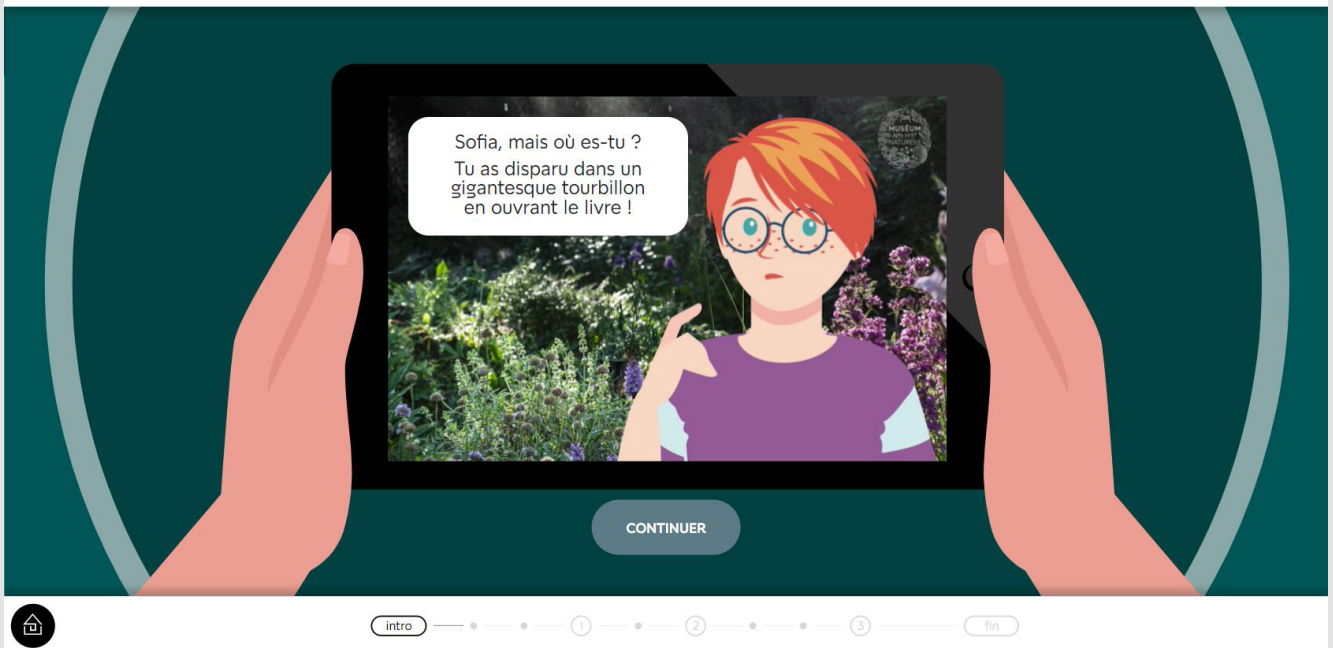 MUSÉUM
NATURELLE
Sofia, mais où es-tu ?
Tu as disparu dans un
gigantesque tourbillon
en ouvrant le livre !
CONTINUER
intro
1
2
3
fin